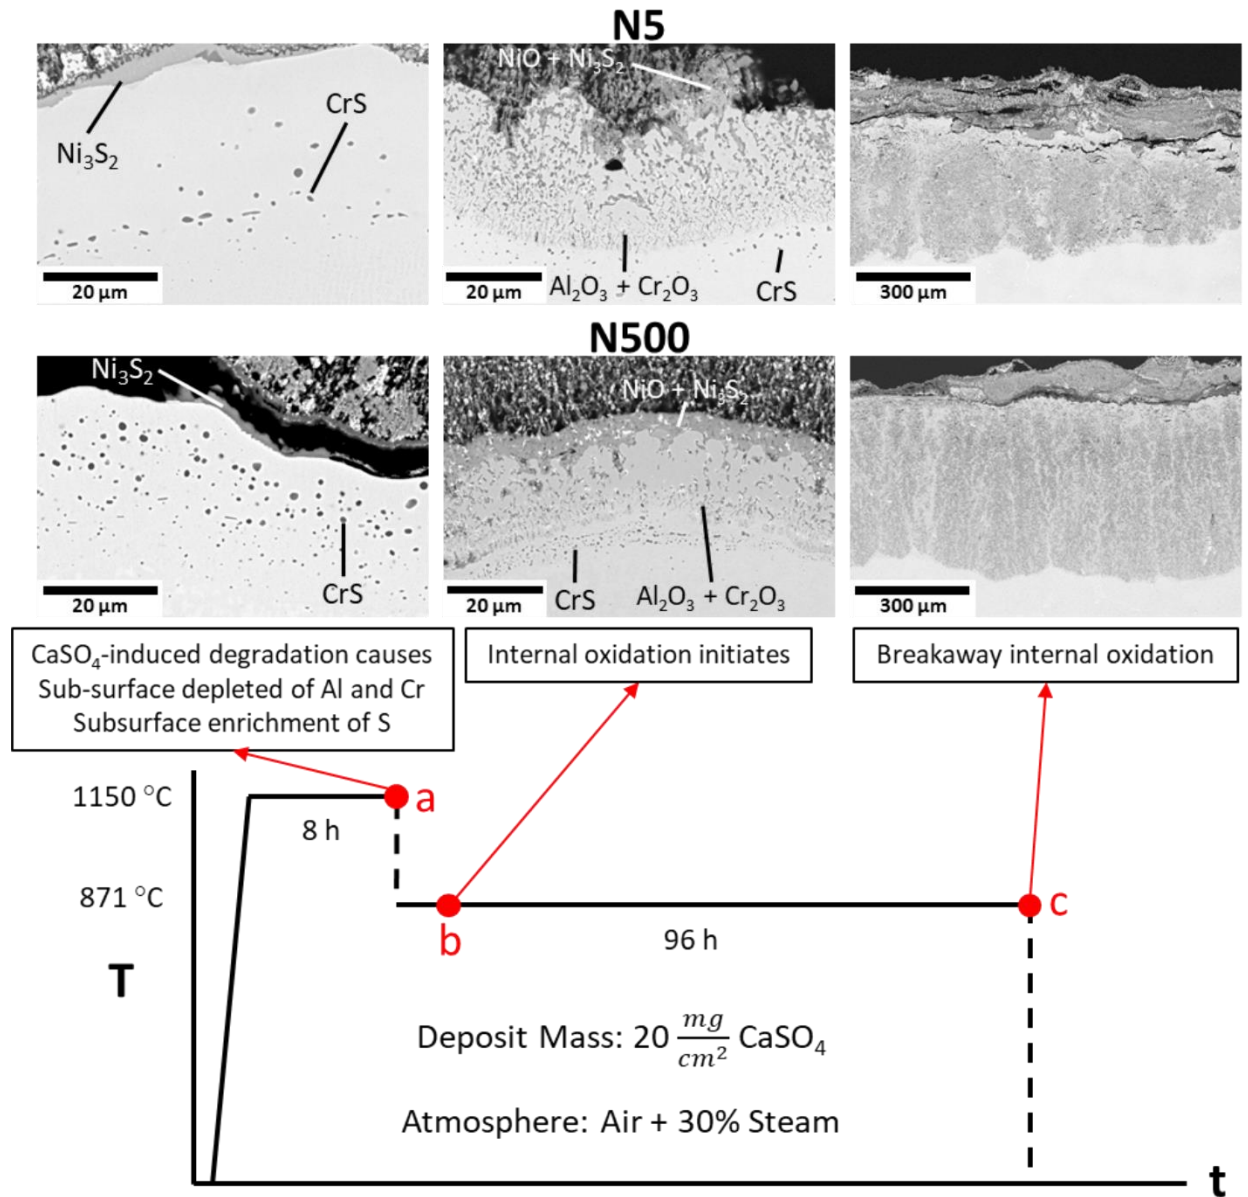 N5
NiO + Ni₃S₂
CrS
Ni₃S₂
20 µm
20 µm
Al₂O₃ + Cr₂O₃
CrS
300 µm
N500
Ni₃S₂
NiO + Ni₃S₂
CrS
20 µm
20 µm
CrS
Al₂O₃ + Cr₂O₃
300 µm
CaSO₄-induced degradation causes
Sub-surface depleted of Al and Cr
Subsurface enrichment of S
Internal oxidation initiates
Breakaway internal oxidation
1150 °C
a
8 h
871 °C
b
c
96 h
T
Deposit Mass: 20 mg/cm² CaSO₄
Atmosphere: Air + 30% Steam
t